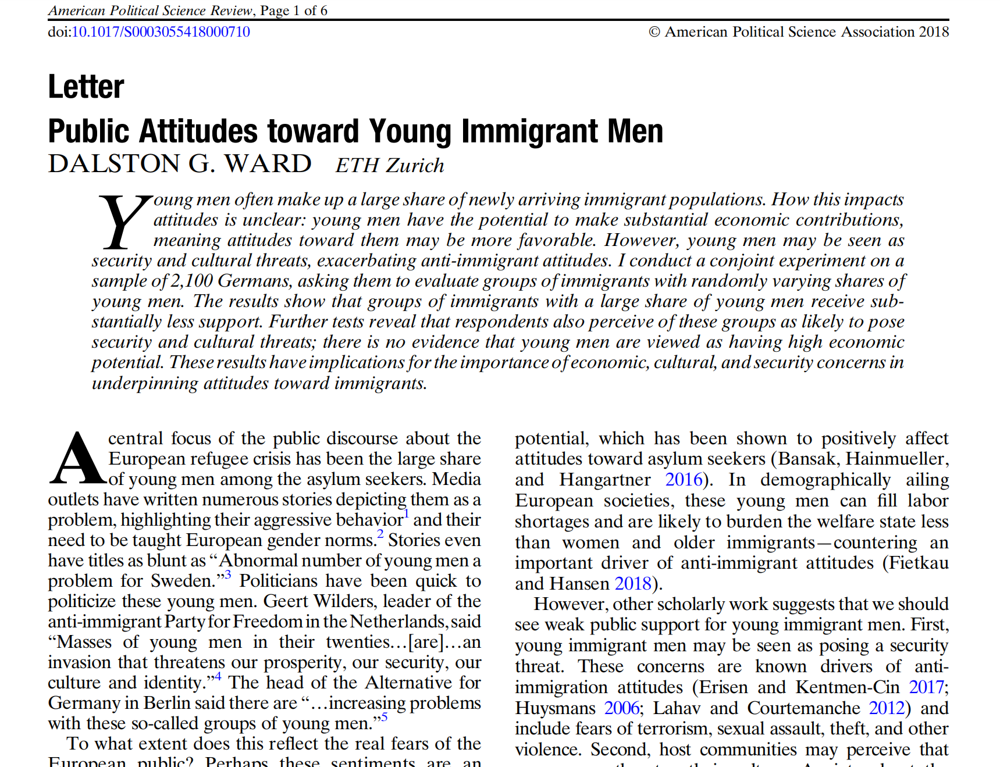 American Political Science Review, Page 1 of 6
doi:10.1017/S0003055418000710
© American Political Science Association 2018
Letter
Public Attitudes toward Young Immigrant Men
DALSTON G. WARD ETH Zurich
Young men often make up a large share of newly arriving immigrant populations. How this impacts
attitudes is unclear: young men have the potential to make substantial economic contributions,
meaning attitudes toward them may be more favorable. However, young men may be seen as
security and cultural threats, exacerbating anti-immigrant attitudes. I conduct a conjoint experiment on a
sample of 2,100 Germans, asking them to evaluate groups of immigrants with randomly varying shares of
young men. The results show that groups of immigrants with a large share of young men receive sub-
stantially less support. Further tests reveal that respondents also perceive of these groups as likely to pose
security and cultural threats; there is no evidence that young men are viewed as having high economic
potential. These results have implications for the importance of economic, cultural, and security concerns in
underpinning attitudes toward immigrants.
A central focus of the public discourse about the
European refugee crisis has been the large share
of young men among the asylum seekers. Media
outlets have written numerous stories depicting them as a
problem, highlighting their aggressive behavior1 and their
need to be taught European gender norms.2 Stories even
have titles as blunt as “Abnormal number of young men a
problem for Sweden.”3 Politicians have been quick to
politicize these young men. Geert Wilders, leader of the
anti-immigrant Party for Freedom in the Netherlands, said
“Masses of young men in their twenties…[are]…an
invasion that threatens our prosperity, our security, our
culture and identity.”4 The head of the Alternative for
Germany in Berlin said there are “…increasing problems
with these so-called groups of young men.”5
To what extent does this reflect the real fears of the
European public? Perhaps these sentiments are an
potential, which has been shown to positively affect
attitudes toward asylum seekers (Bansak, Hainmueller,
and Hangartner 2016). In demographically ailing
European societies, these young men can fill labor
shortages and are likely to burden the welfare state less
than women and older immigrants—countering an
important driver of anti-immigrant attitudes (Fietkau
and Hansen 2018).
However, other scholarly work suggests that we should
see weak public support for young immigrant men. First,
young immigrant men may be seen as posing a security
threat. These concerns are known drivers of anti-
immigration attitudes (Erisen and Kentmen-Cin 2017;
Huysmans 2006; Lahav and Courtemanche 2012) and
include fears of terrorism, sexual assault, theft, and other
violence. Second, host communities may perceive that